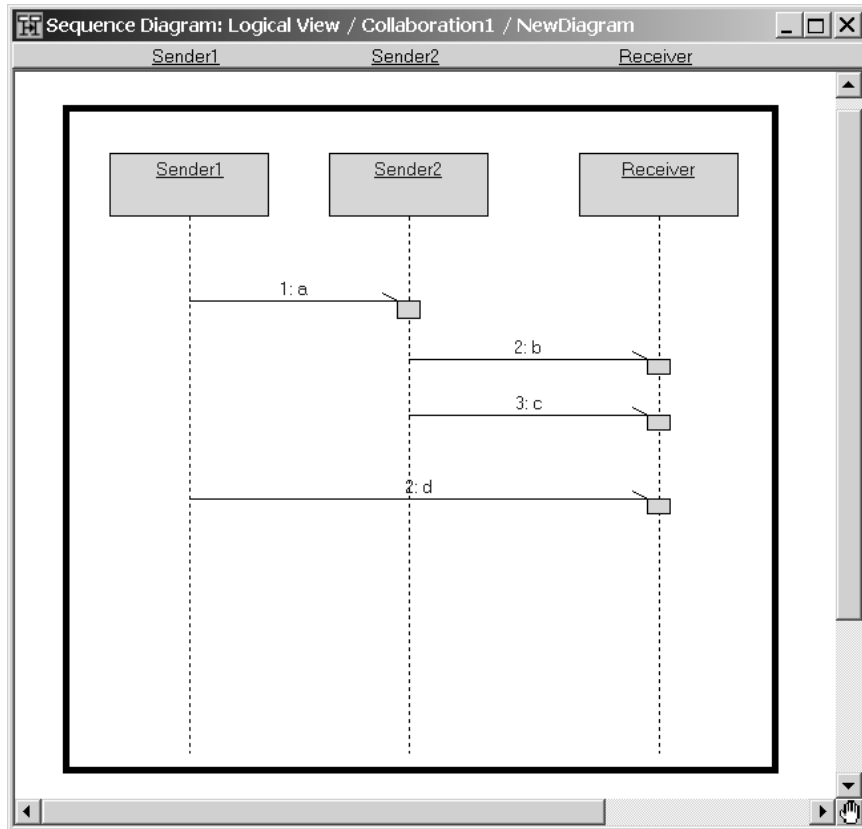 Sequence Diagram: Logical View / Collaboration1 / NewDiagram
Sender1 Sender2 Receiver
Sender1 Sender2 Receiver
1: a
2: b
3: c
2: d